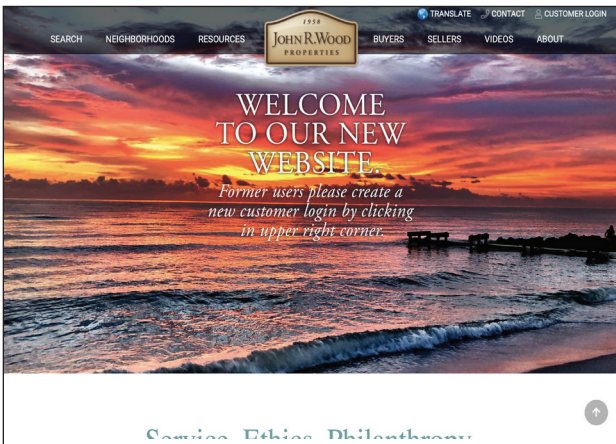 TRANSLATE CONTACT CUSTOMER LOGIN
1958
JOHN R. WOOD
PROPERTIES
SEARCH NEIGHBORHOODS RESOURCES BUYERS SELLERS VIDEOS ABOUT
WELCOME
TO OUR NEW
WEBSITE.
Former users please create a
new customer login by clicking
in upper right corner.
Service. Ethics. Philanthropy.